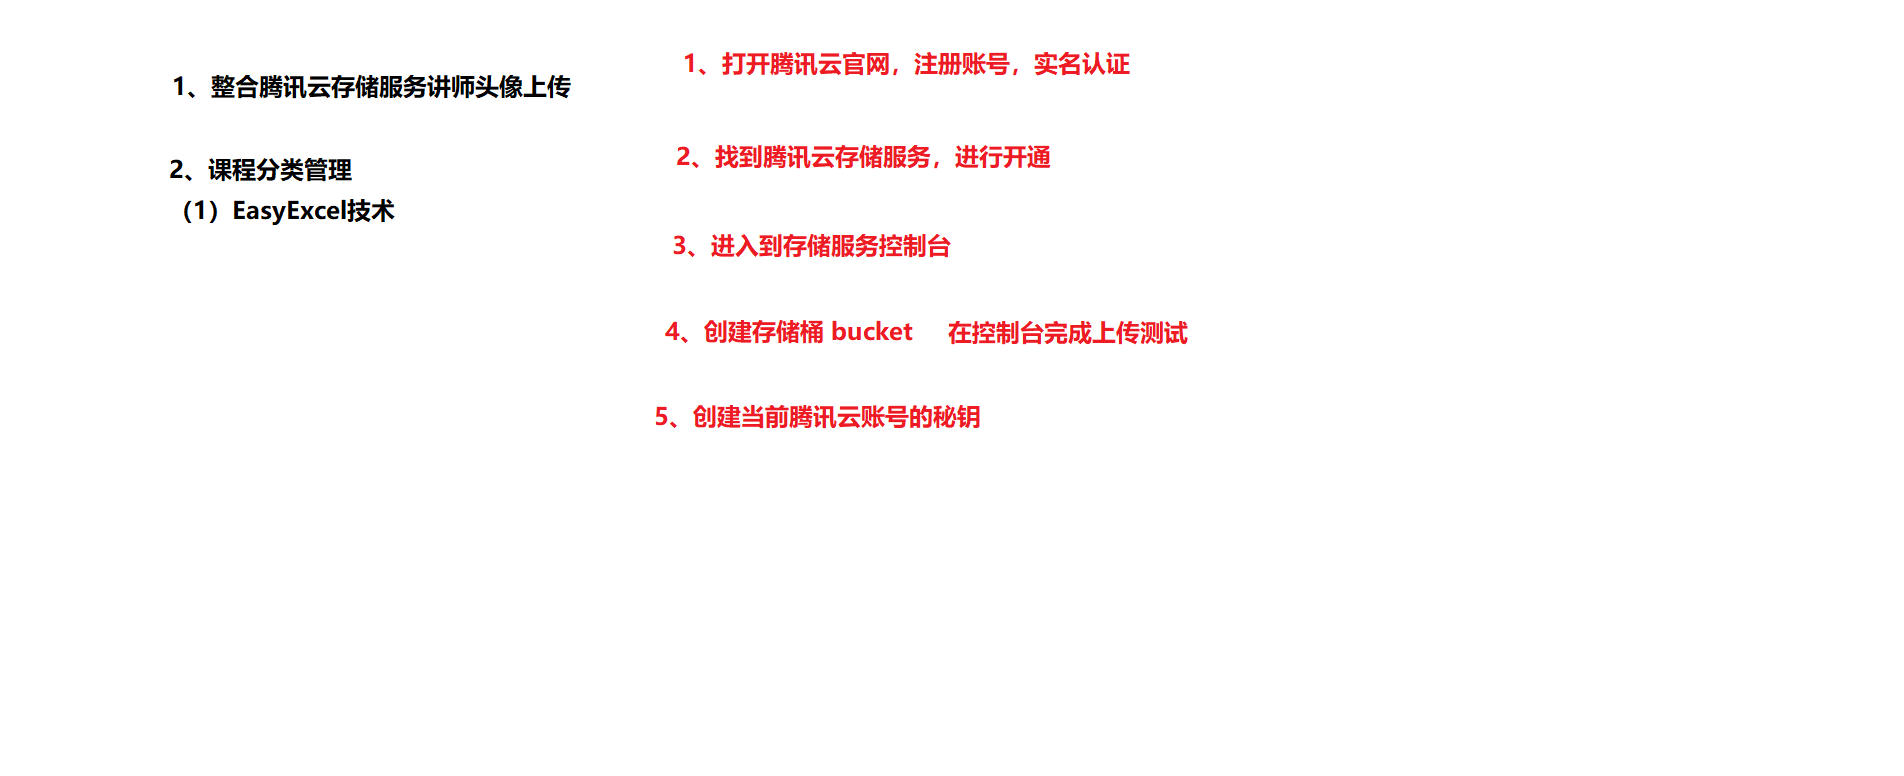 1、整合腾讯云存储服务讲师头像上传
2、课程分类管理
（1）EasyExcel技术
1、打开腾讯云官网，注册账号，实名认证
2、找到腾讯云存储服务，进行开通
3、进入到存储服务控制台
4、创建存储桶 bucket 在控制台完成上传测试
5、创建当前腾讯云账号的秘钥